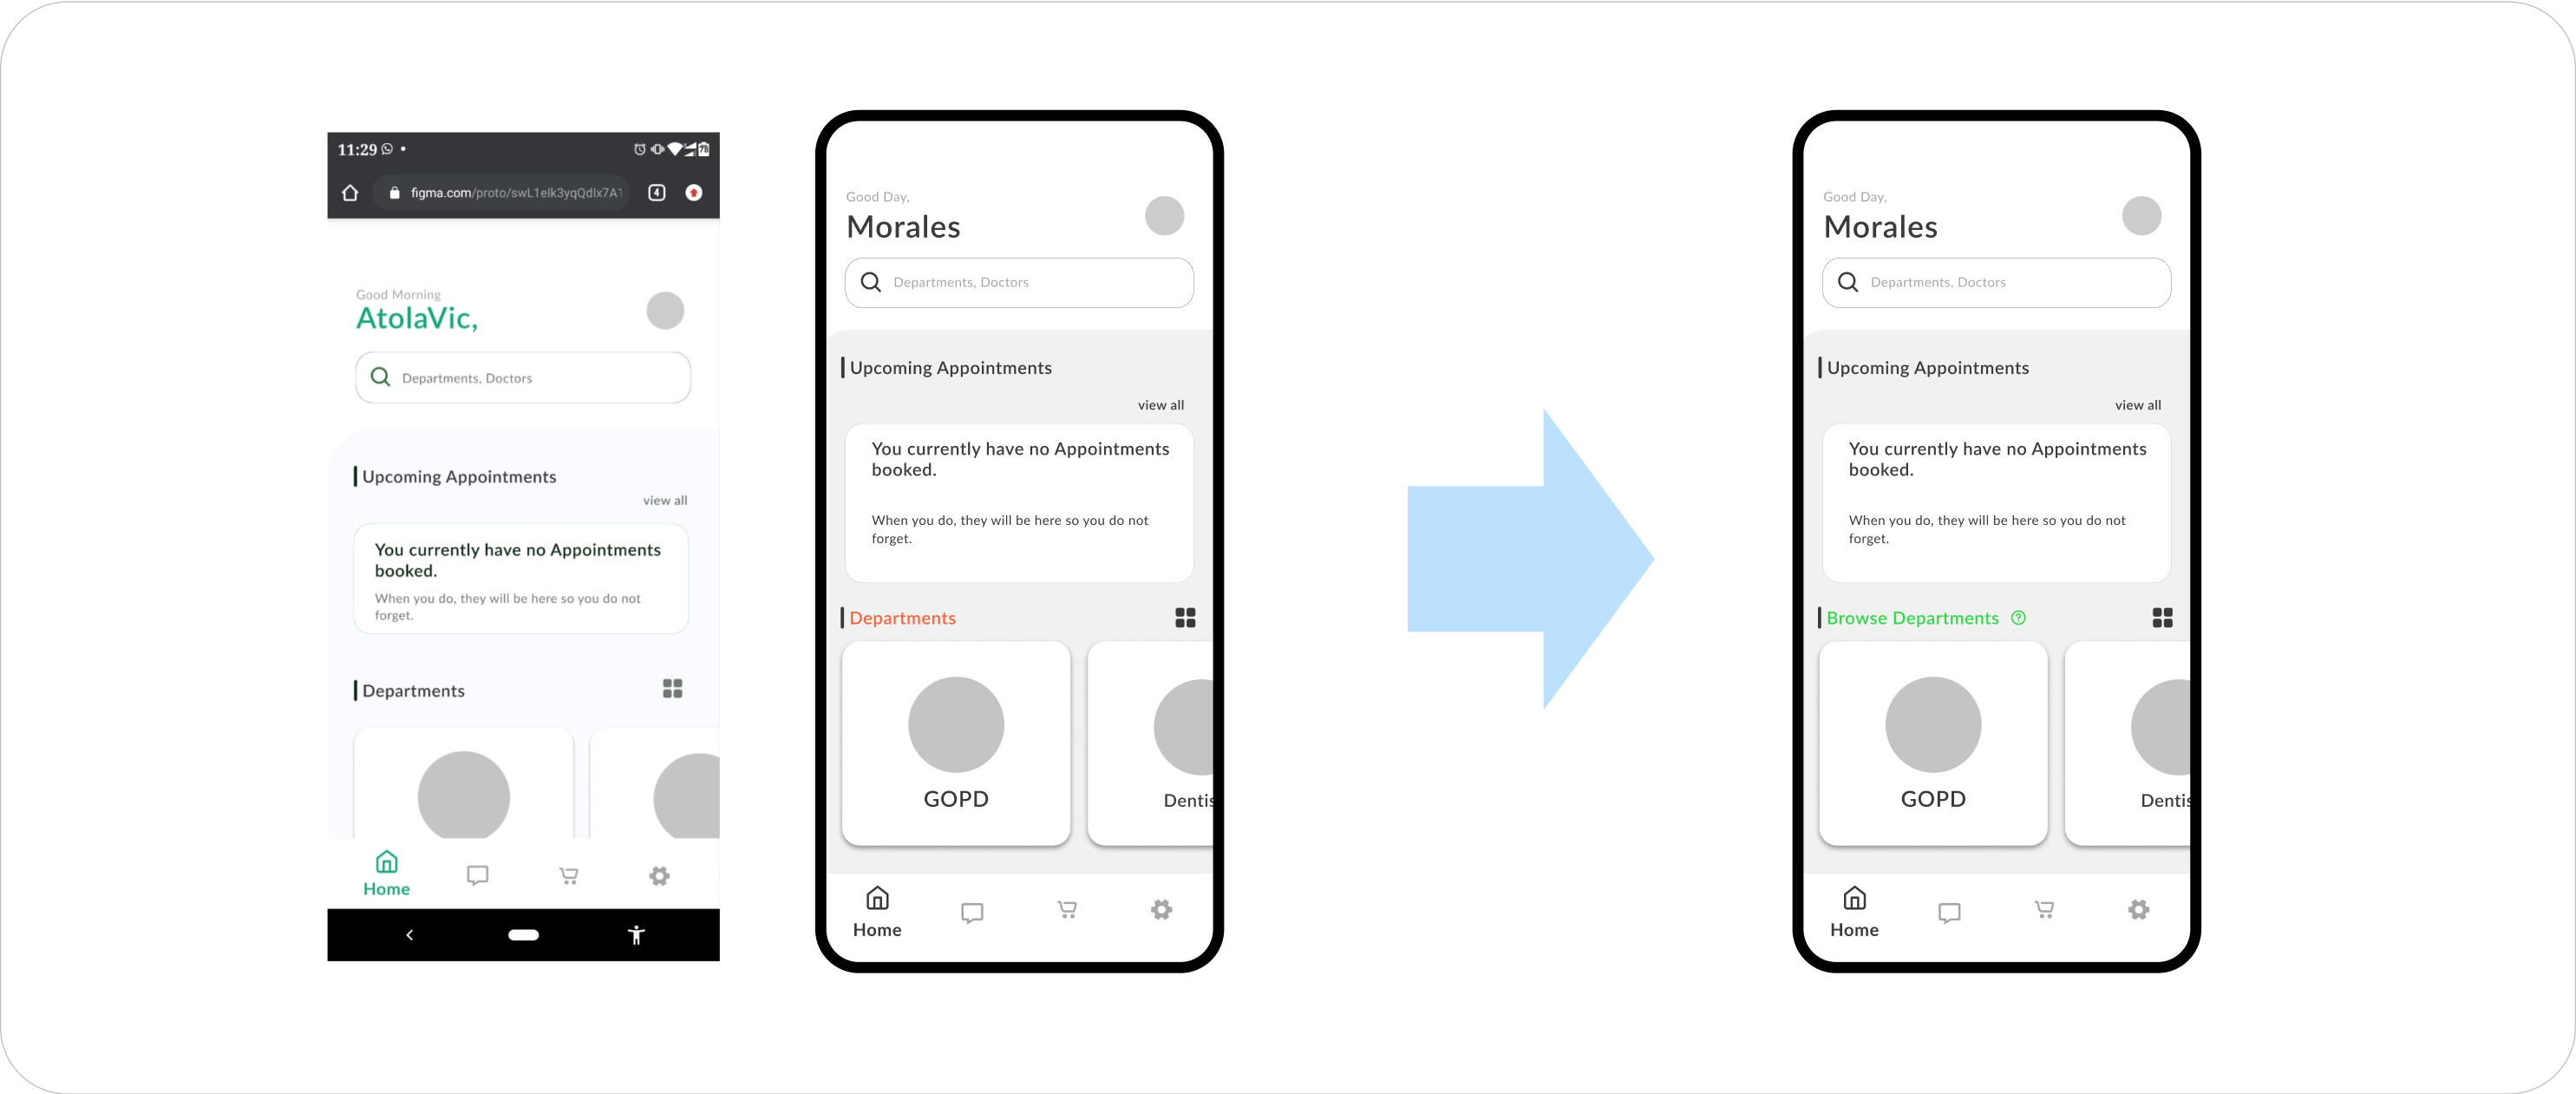 11:29
78
figma.com/proto/swL1elk3yqQdIx7A1
4
Good Morning
AtolaVic,
Departments, Doctors
Upcoming Appointments
view all
You currently have no Appointments
booked.
When you do, they will be here so you do not
forget.
Departments
Home
Good Day,
Morales
Departments, Doctors
Upcoming Appointments
view all
You currently have no Appointments
booked.
When you do, they will be here so you do not
forget.
Departments
GOPD
Dentis
Home
Good Day,
Morales
Departments, Doctors
Upcoming Appointments
view all
You currently have no Appointments
booked.
When you do, they will be here so you do not
forget.
Browse Departments ?
GOPD
Dentis
Home